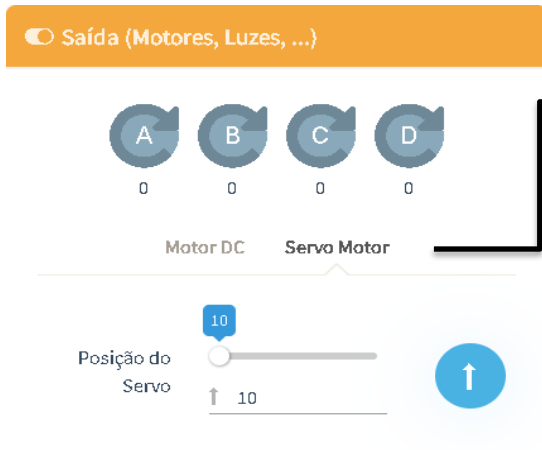 Saída (Motores, Luzes, ...)
A B C D
0 0 0 0
Motor DC Servo Motor
10
Posição do
Servo
10